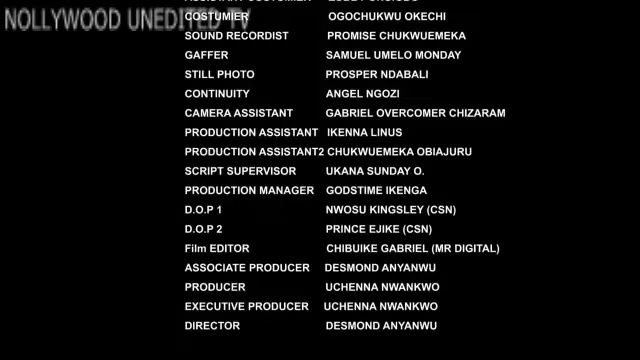 NOLLYWOOD UNEDITED TV
COSTUMIER OGOCHUKWU OKECHI
SOUND RECORDIST PROMISE CHUKWUEMEKA
GAFFER SAMUEL UMELO MONDAY
STILL PHOTO PROSPER NDABALI
CONTINUITY ANGEL NGOZI
CAMERA ASSISTANT GABRIEL OVERCOMER CHIZARAM
PRODUCTION ASSISTANT IKENNA LINUS
PRODUCTION ASSISTANT2 CHUKWUEMEKA OBIAJURU
SCRIPT SUPERVISOR UKANA SUNDAY O.
PRODUCTION MANAGER GODSTIME IKENGA
D.O.P 1 NWOSU KINGSLEY (CSN)
D.O.P 2 PRINCE EJIKE (CSN)
Film EDITOR CHIBUIKE GABRIEL (MR DIGITAL)
ASSOCIATE PRODUCER DESMOND ANYANWU
PRODUCER UCHENNA NWANKWO
EXECUTIVE PRODUCER UCHENNA NWANKWO
DIRECTOR DESMOND ANYANWU